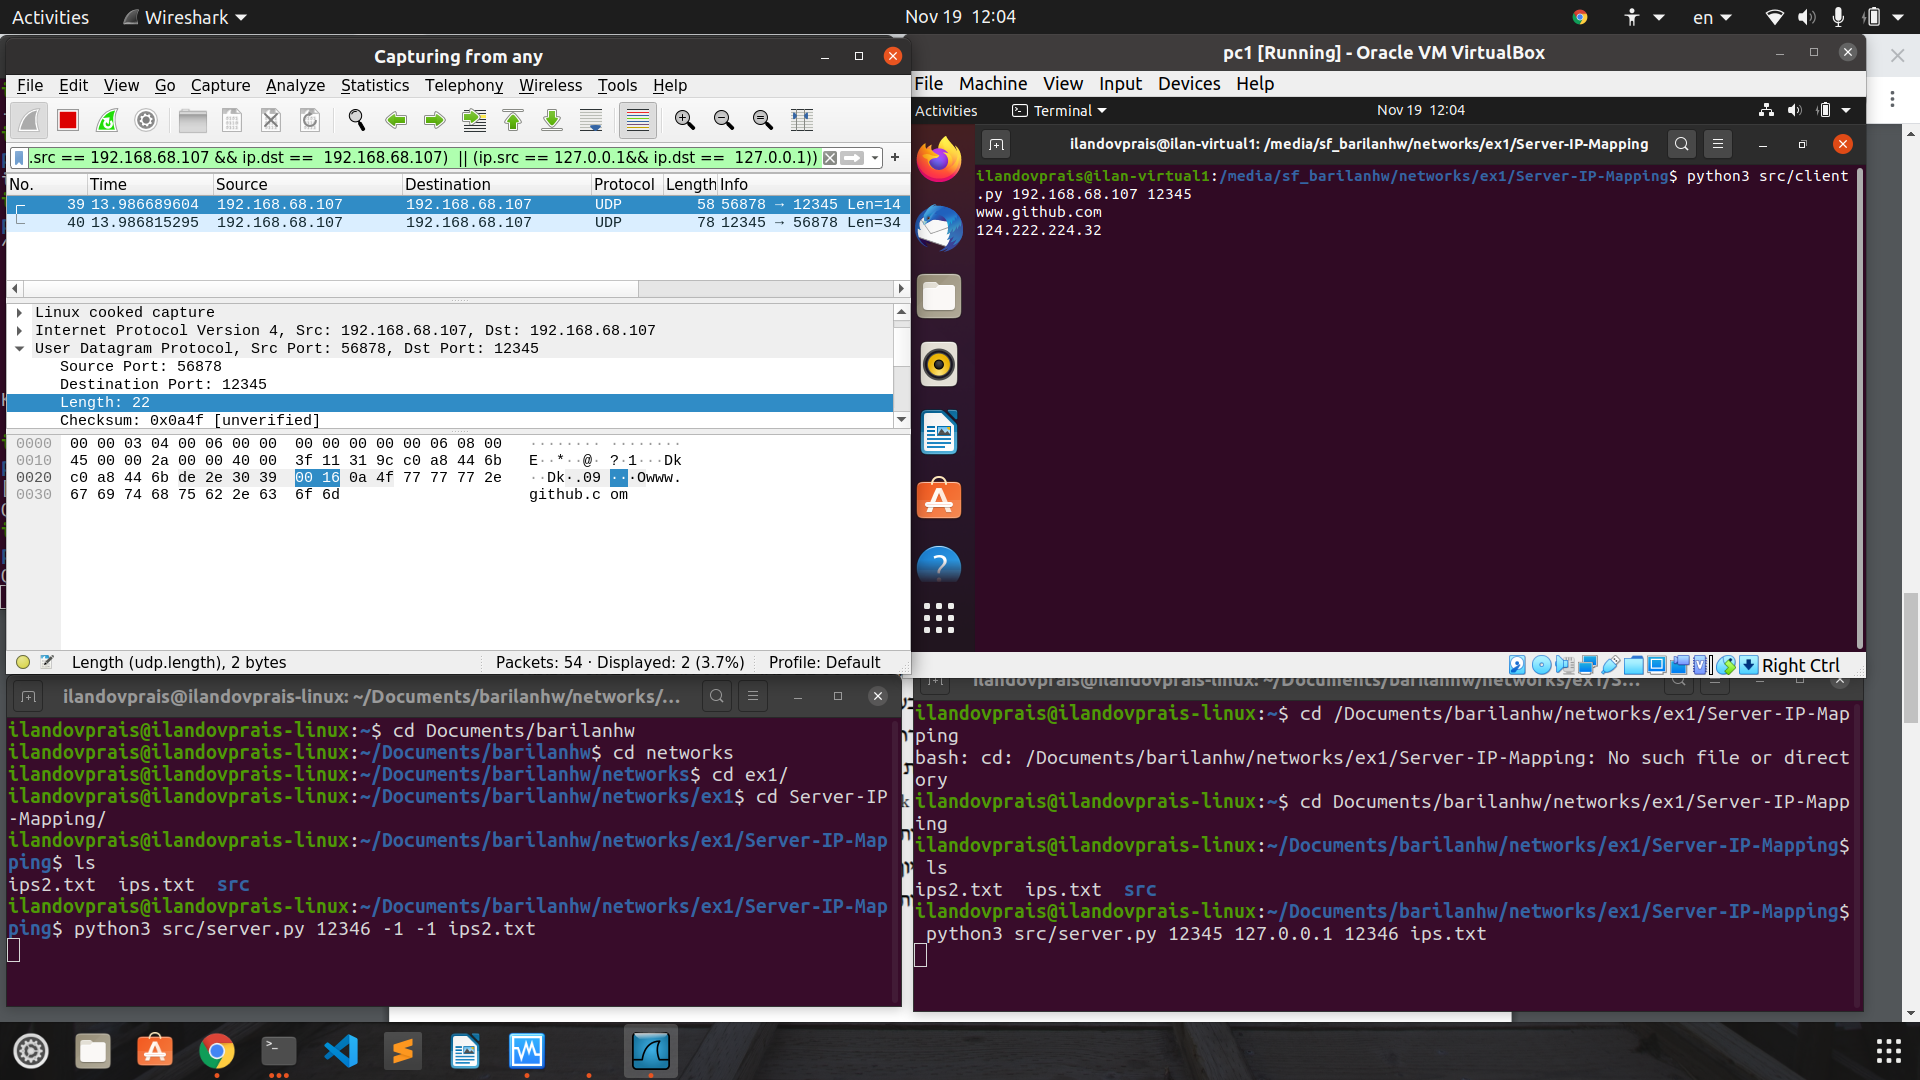 Activities
Wireshark
Nov 19 12:04
en
Capturing from any
File Edit View Go Capture Analyze Statistics Telephony Wireless Tools Help
.src == 192.168.68.107 && ip.dst == 192.168.68.107) || (ip.src == 127.0.0.1&& ip.dst == 127.0.0.1))
No. Time Source Destination Protocol Length Info
39 13.986689604 192.168.68.107 192.168.68.107 UDP 58 56878 → 12345 Len=14
40 13.986815295 192.168.68.107 192.168.68.107 UDP 78 12345 → 56878 Len=34
Linux cooked capture
Internet Protocol Version 4, Src: 192.168.68.107, Dst: 192.168.68.107
User Datagram Protocol, Src Port: 56878, Dst Port: 12345
Source Port: 56878
Destination Port: 12345
Length: 22
Checksum: 0x0a4f [unverified]
0000 00 00 03 04 00 06 00 00 00 00 00 00 00 06 08 00 ········ ········
0010 45 00 00 2a 00 00 40 00 3f 11 31 9c c0 a8 44 6b E··*··@· ?·1···Dk
0020 c0 a8 44 6b de 2e 30 39 00 16 0a 4f 77 77 77 2e ··Dk·.09 ···Owww.
0030 67 69 74 68 75 62 2e 63 6f 6d github.c om
Length (udp.length), 2 bytes
Packets: 54 · Displayed: 2 (3.7%)
Profile: Default
pc1 [Running] - Oracle VM VirtualBox
File Machine View Input Devices Help
Activities
Terminal
Nov 19 12:04
ilandovprais@ilan-virtual1: /media/sf_barilanhw/networks/ex1/Server-IP-Mapping
ilandovprais@ilan-virtual1:/media/sf_barilanhw/networks/ex1/Server-IP-Mapping$ python3 src/client
.py 192.168.68.107 12345
www.github.com
124.222.224.32
Right Ctrl
ilandovprais@ilandovprais-linux: ~/Documents/barilanhw/networks/...
ilandovprais@ilandovprais-linux:~$ cd Documents/barilanhw
ilandovprais@ilandovprais-linux:~/Documents/barilanhw$ cd networks
ilandovprais@ilandovprais-linux:~/Documents/barilanhw/networks$ cd ex1/
ilandovprais@ilandovprais-linux:~/Documents/barilanhw/networks/ex1$ cd Server-IP
-Mapping/
ilandovprais@ilandovprais-linux:~/Documents/barilanhw/networks/ex1/Server-IP-Map
ping$ ls
ips2.txt ips.txt src
ilandovprais@ilandovprais-linux:~/Documents/barilanhw/networks/ex1/Server-IP-Map
ping$ python3 src/server.py 12346 -1 -1 ips2.txt
ilandovprais@ilandovprais-linux: ~/Documents/barilanhw/networks/ex1/S...
ilandovprais@ilandovprais-linux:~$ cd /Documents/barilanhw/networks/ex1/Server-IP-Map
ping
bash: cd: /Documents/barilanhw/networks/ex1/Server-IP-Mapping: No such file or direct
ory
ilandovprais@ilandovprais-linux:~$ cd Documents/barilanhw/networks/ex1/Server-IP-Mapp
ing
ilandovprais@ilandovprais-linux:~/Documents/barilanhw/networks/ex1/Server-IP-Mapping$
ls
ips2.txt ips.txt src
ilandovprais@ilandovprais-linux:~/Documents/barilanhw/networks/ex1/Server-IP-Mapping$
python3 src/server.py 12345 127.0.0.1 12346 ips.txt